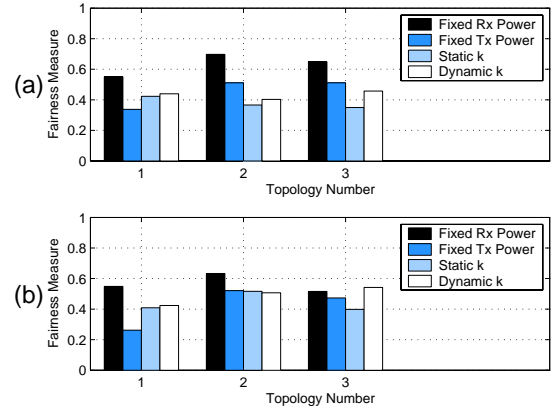 (a)
Fairness Measure
1
0.8
0.6
0.4
0.2
0
1 2 3
Topology Number
Fixed Rx Power
Fixed Tx Power
Static k
Dynamic k
(b)
Fairness Measure
1
0.8
0.6
0.4
0.2
0
1 2 3
Topology Number
Fixed Rx Power
Fixed Tx Power
Static k
Dynamic k